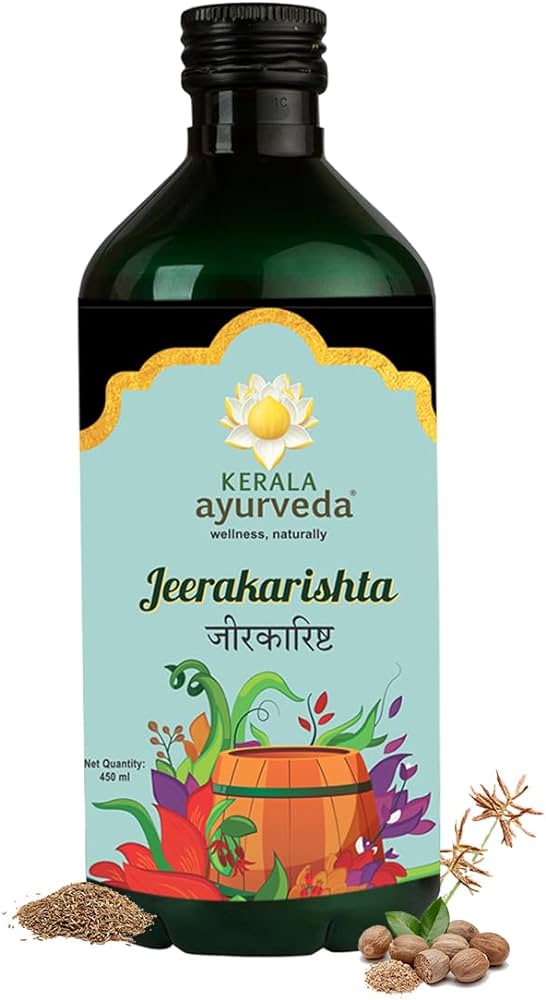 KERALA
ayurveda®
wellness, naturally
Jeerakarishta
जीरकारिष्ट
Net Quantity:
450 ml